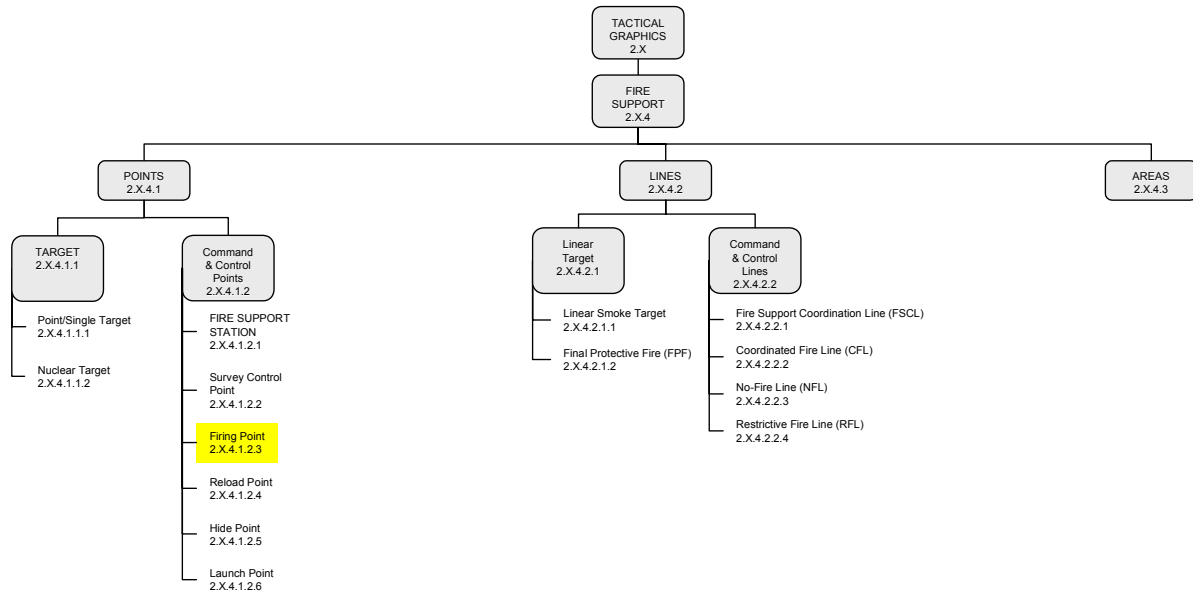 TACTICAL
GRAPHICS
2.X
FIRE
SUPPORT
2.X.4
POINTS
2.X.4.1
LINES
2.X.4.2
AREAS
2.X.4.3
TARGET
2.X.4.1.1
Point/Single Target
2.X.4.1.1.1
Nuclear Target
2.X.4.1.1.2
Command
& Control
Points
2.X.4.1.2
FIRE SUPPORT
STATION
2.X.4.1.2.1
Survey Control
Point
2.X.4.1.2.2
Firing Point
2.X.4.1.2.3
Reload Point
2.X.4.1.2.4
Hide Point
2.X.4.1.2.5
Launch Point
2.X.4.1.2.6
Linear
Target
2.X.4.2.1
Linear Smoke Target
2.X.4.2.1.1
Final Protective Fire (FPF)
2.X.4.2.1.2
Command
& Control
Lines
2.X.4.2.2
Fire Support Coordination Line (FSCL)
2.X.4.2.2.1
Coordinated Fire Line (CFL)
2.X.4.2.2.2
No-Fire Line (NFL)
2.X.4.2.2.3
Restrictive Fire Line (RFL)
2.X.4.2.2.4